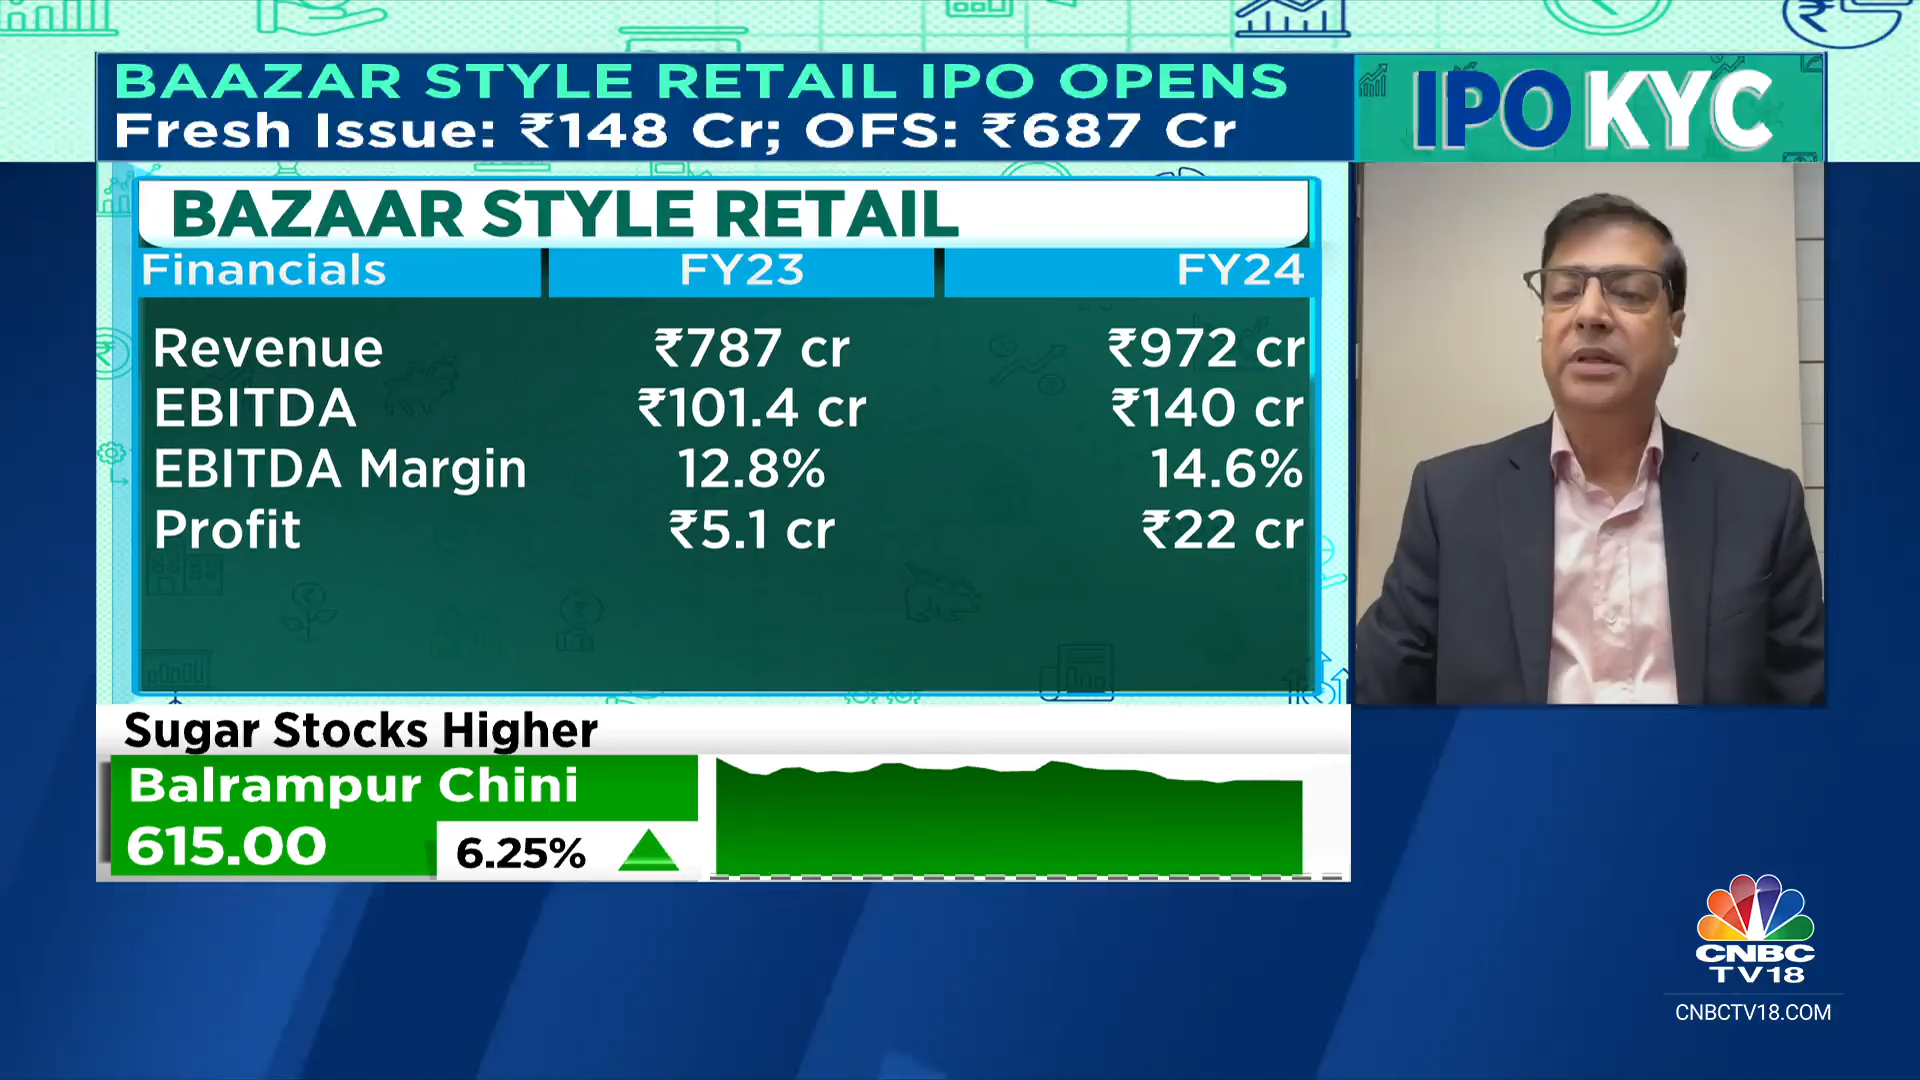 BAAZAR STYLE RETAIL IPO OPENS
Fresh Issue: ₹148 Cr; OFS: ₹687 Cr
IPO KYC
BAZAAR STYLE RETAIL
Financials FY23 FY24
Revenue ₹787 cr ₹972 cr
EBITDA ₹101.4 cr ₹140 cr
EBITDA Margin 12.8% 14.6%
Profit ₹5.1 cr ₹22 cr
Sugar Stocks Higher
Balrampur Chini
615.00 6.25%
CNBC
TV18
CNBCTV18.COM